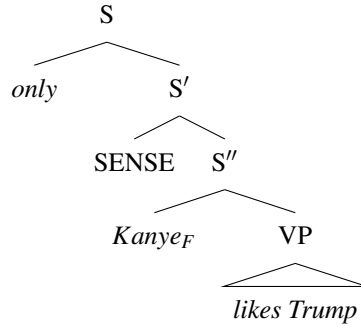 S
only S′
SENSE S″
Kanye_F VP
likes Trump